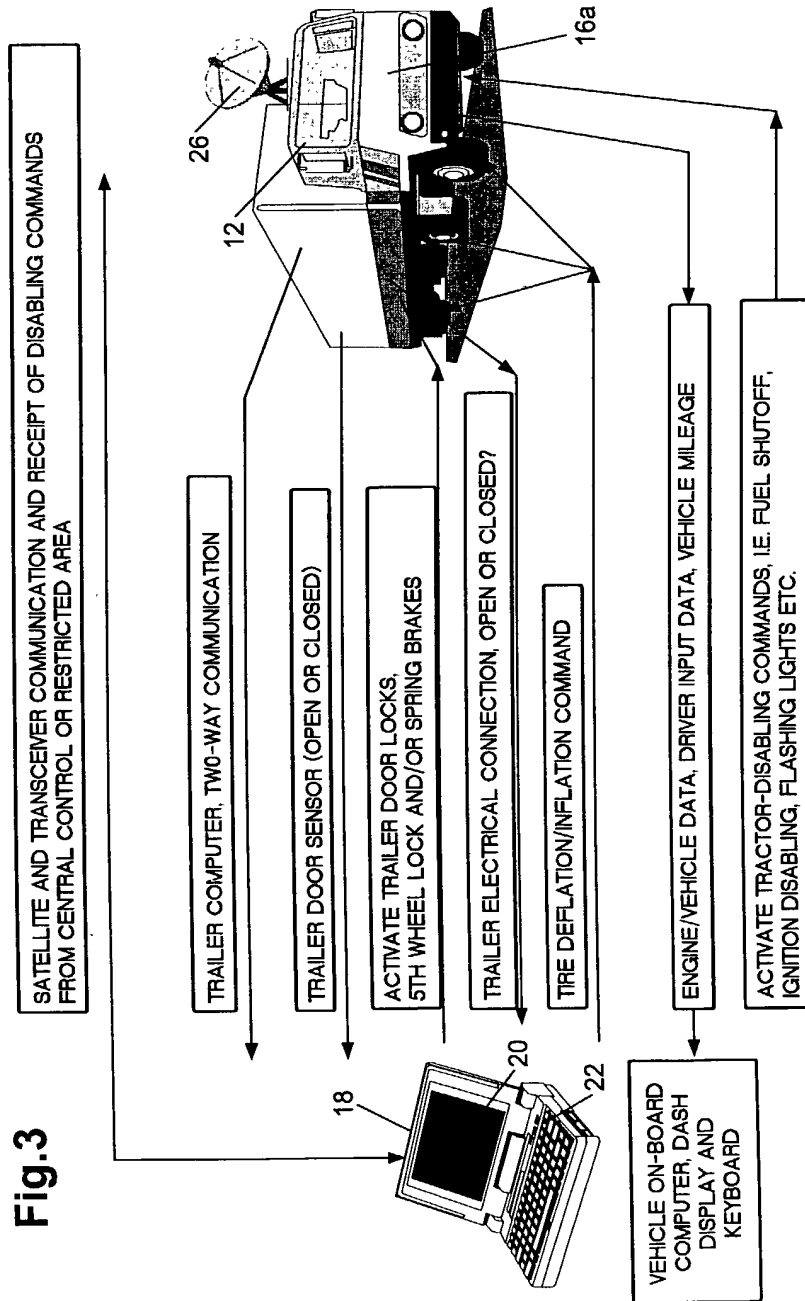 Fig.3
SATELLITE AND TRANSCEIVER COMMUNICATION AND RECEIPT OF DISABLING COMMANDS
FROM CENTRAL CONTROL OR RESTRICTED AREA
26
12
16a
TRAILER COMPUTER, TWO-WAY COMMUNICATION
TRAILER DOOR SENSOR (OPEN OR CLOSED)
ACTIVATE TRAILER DOOR LOCKS,
5TH WHEEL LOCK AND/OR SPRING BRAKES
TRAILER ELECTRICAL CONNECTION, OPEN OR CLOSED?
TIRE DEFLATION/INFLATION COMMAND
18
20
22
ENGINE/VEHICLE DATA, DRIVER INPUT DATA, VEHICLE MILEAGE
VEHICLE ON-BOARD
COMPUTER, DASH
DISPLAY AND
KEYBOARD
ACTIVATE TRACTOR-DISABLING COMMANDS, I.E. FUEL SHUTOFF,
IGNITION DISABLING, FLASHING LIGHTS ETC.